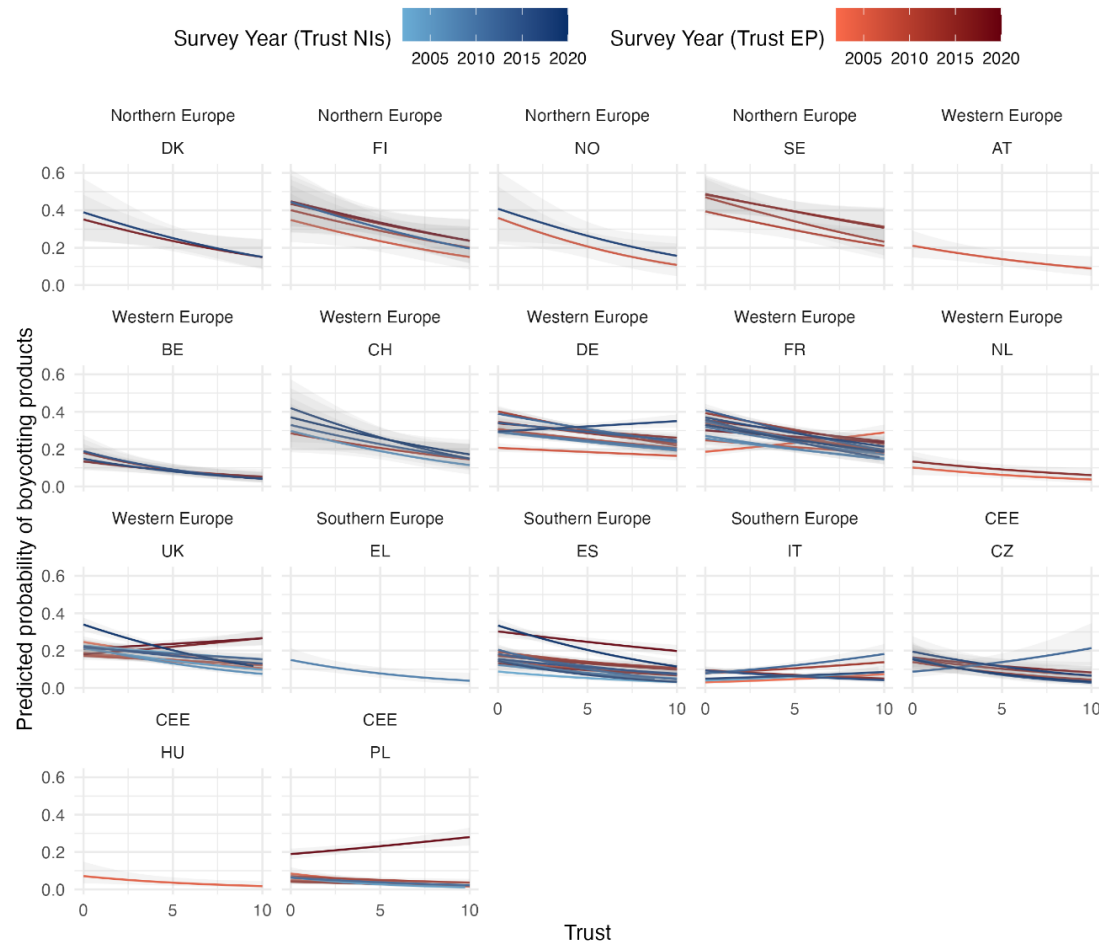 Survey Year (Trust NIs)
2005 2010 2015 2020
Survey Year (Trust EP)
2005 2010 2015 2020
Predicted probability of boycotting products
Northern Europe Northern Europe Northern Europe Northern Europe Western Europe
DK FI NO SE AT
0.6
0.4
0.2
0.0
Western Europe Western Europe Western Europe Western Europe Western Europe
BE CH DE FR NL
0.6
0.4
0.2
0.0
Western Europe Southern Europe Southern Europe Southern Europe CEE
UK EL ES IT CZ
0.6
0.4
0.2
0.0
0 5 10 0 5 10 0 5 10
CEE CEE
HU PL
0.6
0.4
0.2
0.0
0 5 10 0 5 10
Trust